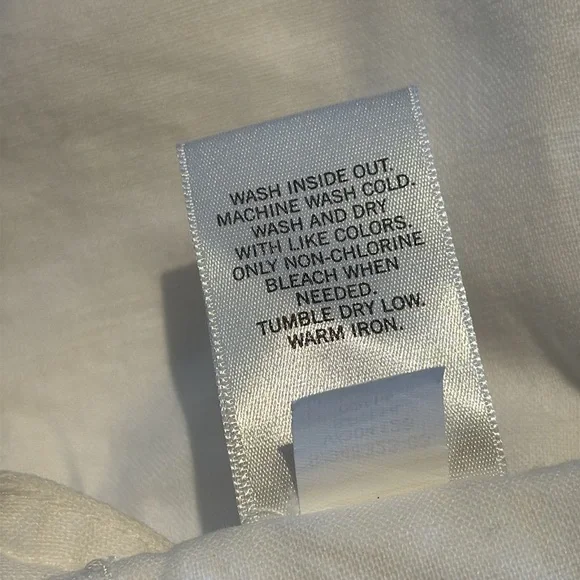 WASH INSIDE OUT.
MACHINE WASH COLD.
WASH AND DRY
WITH LIKE COLORS.
ONLY NON-CHLORINE
BLEACH WHEN
NEEDED.
TUMBLE DRY LOW.
WARM IRON.